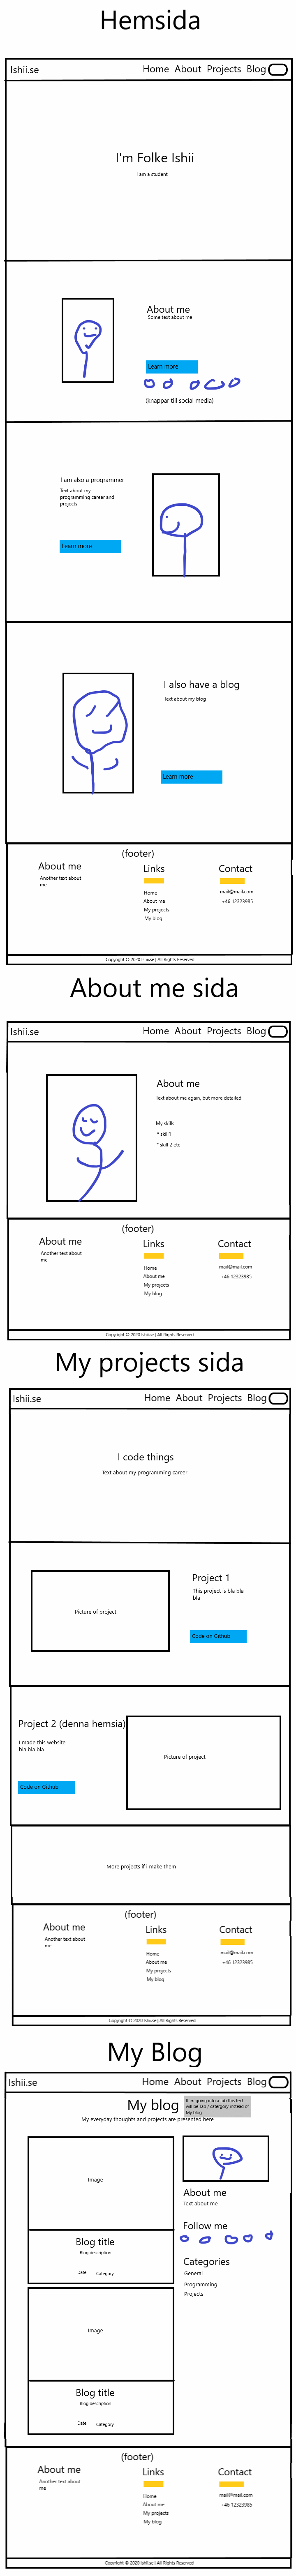 Hemsida
Ishii.se
Home About Projects Blog
I'm Folke Ishii
I am a student
About me
Some text about me
Learn more
(knappar till social media)
I am also a programmer
Text about my
programming career and
projects
Learn more
I also have a blog
Text about my blog
Learn more
(footer)
About me
Another text about
me
Links
Home
About me
My projects
My blog
Contact
mail@mail.com
+46 12323985
Copyright © 2020 Ishii.se | All Rights Reserved
About me sida
Ishii.se
Home About Projects Blog
About me
Text about me again, but more detailed
My skills
* skill1
* skill 2 etc
(footer)
About me
Another text about
me
Links
Home
About me
My projects
My blog
Contact
mail@mail.com
+46 12323985
Copyright © 2020 Ishii.se | All Rights Reserved
My projects sida
Ishii.se
Home About Projects Blog
I code things
Text about my programming career
Picture of project
Project 1
This project is bla bla
bla
Code on Github
Project 2 (denna hemsia)
I made this website
bla bla bla
Code on Github
Picture of project
More projects if i make them
(footer)
About me
Another text about
me
Links
Home
About me
My projects
My blog
Contact
mail@mail.com
+46 12323985
Copyright © 2020 Ishii.se | All Rights Reserved
My Blog
Ishii.se
Home About Projects Blog
My blog
If im going into a tab this text
will be Tab / category instead of
My blog
My everyday thoughts and projects are presented here
Image
Blog title
Blog description
Date Category
Image
Blog title
Blog description
Date Category
About me
Text about me
Follow me
Categories
General
Programming
Projects
(footer)
About me
Another text about
me
Links
Home
About me
My projects
My blog
Contact
mail@mail.com
+46 12323985
Copyright © 2020 Ishii.se | All Rights Reserved